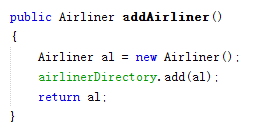 public Airliner addAirliner()
{
Airliner al = new Airliner();
airlinerDirectory.add(al);
return al;
}